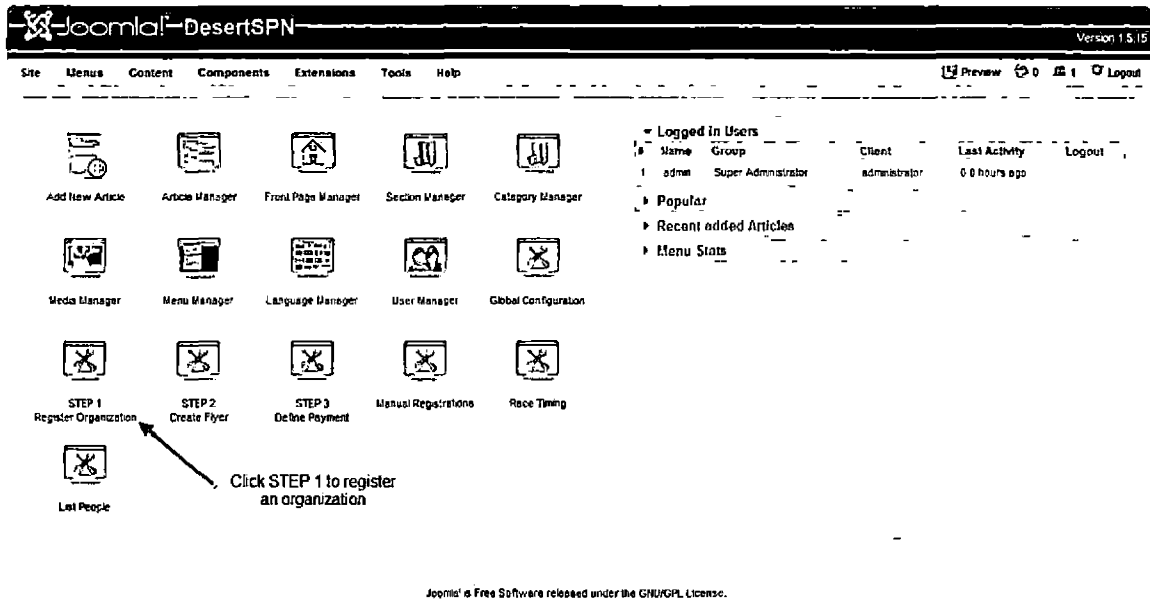 Joomla! DesertSPN
Version 1.5.15
Site Menus Content Components Extensions Tools Help
Preview 0 1 Logout
Logged in Users
# Name Group Client Last Activity Logout
1 admin Super Administrator administrator 0.0 hours ago
Popular
Recent added Articles
Menu Stats
Add New Article Article Manager Front Page Manager Section Manager Category Manager
Media Manager Menu Manager Language Manager User Manager Global Configuration
STEP 1 STEP 2 STEP 3 Manual Registrations Race Timing
Register Organization Create Flyer Define Payment
Click STEP 1 to register
an organization
List People
Joomla! is Free Software released under the GNU/GPL License.